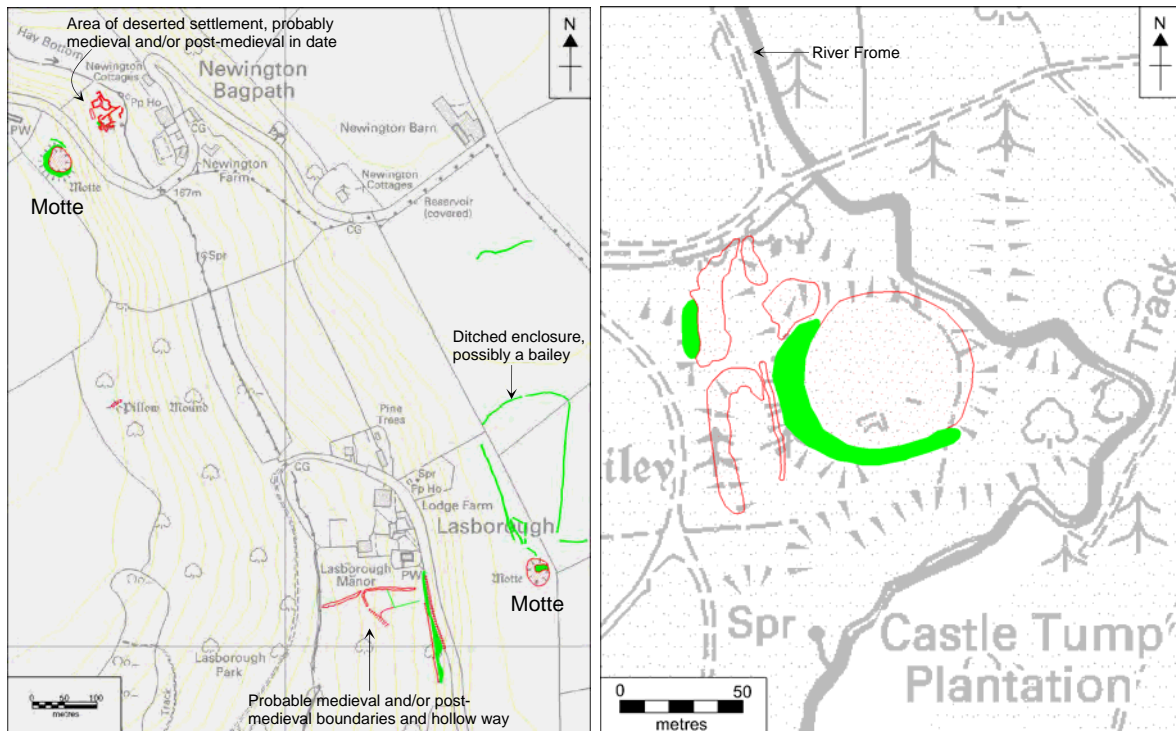 Area of deserted settlement, probably
medieval and/or post-medieval in date
N
Hay Bottom
Newington
Cottages
Pp Ho
Newington
Bagpath
PW
CG
Newington Barn
Motte
Motte
Newington
Farm
167m
Newington
Cottages
Reservoir
(covered)
CG
Spr
Ditched enclosure,
possibly a bailey
Pillow Mound
Pine
Trees
CG
Spr
Pp Ho
Lodge Farm
Lasborough
Lasborough
Manor
PW
Motte
Motte
Lasborough
Park
Track
0
100
metres
Probable medieval and/or post-
medieval boundaries and hollow way
River Frome
N
Track
iley
Spr
Castle Tump
Plantation
0
50
metres